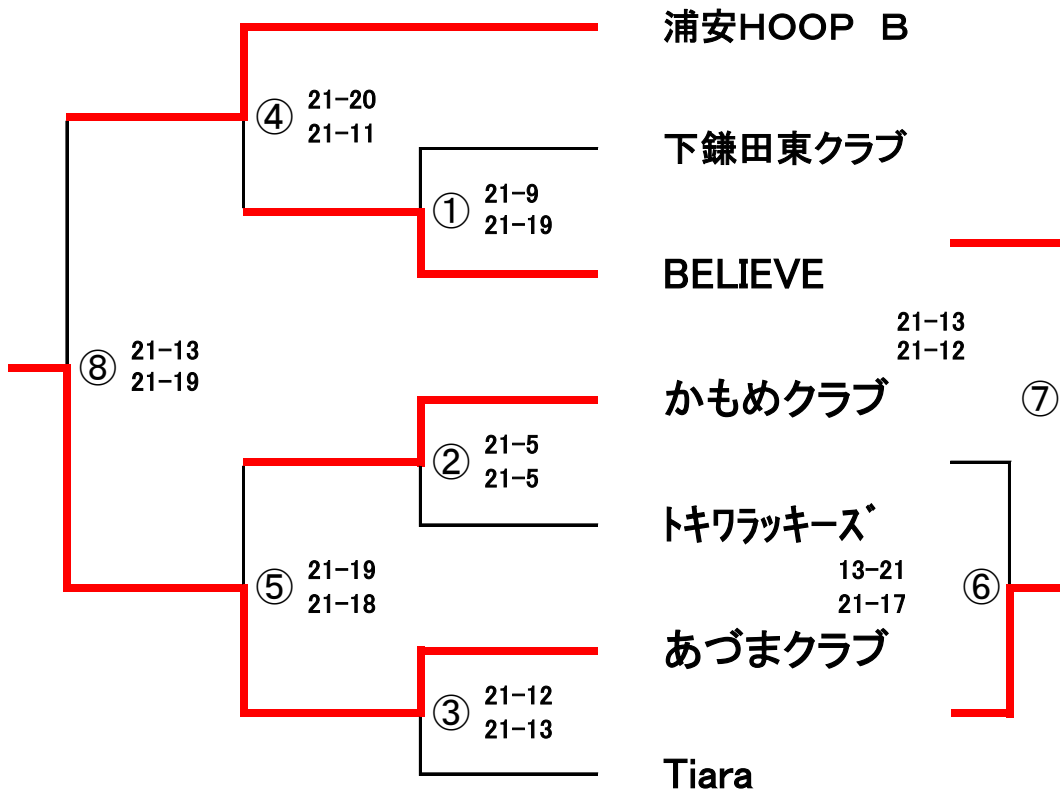 浦安HOOP B
④ 21-20
21-11
下鎌田東クラブ
① 21-9
21-19
BELIEVE
21-13
21-12
⑧ 21-13
21-19
かもめクラブ
⑦
② 21-5
21-5
トキワラッキーズ
⑤ 21-19
21-18
13-21
21-17
⑥
あづまクラブ
③ 21-12
21-13
Tiara